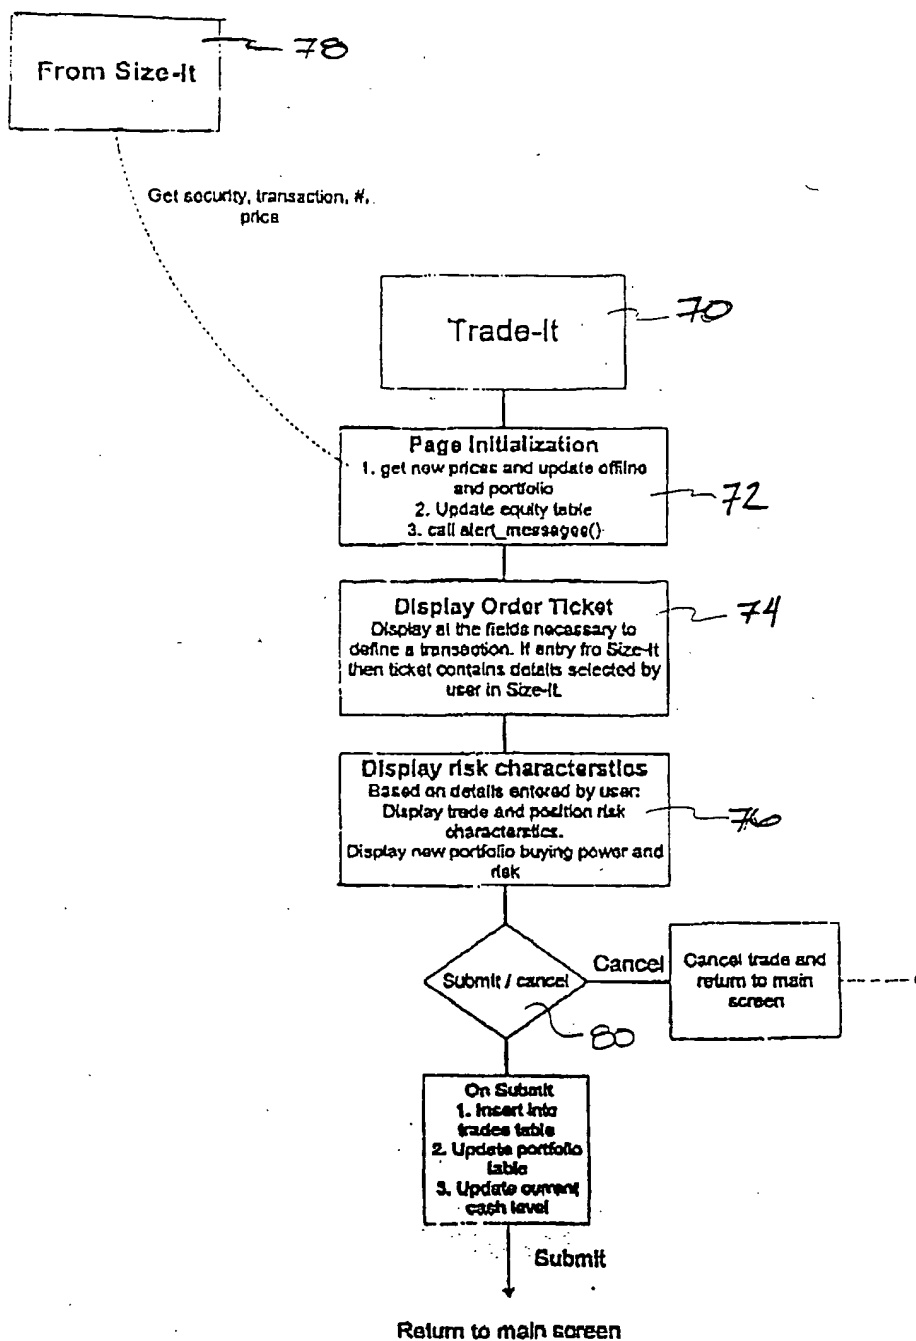 From Size-It
78
Get security, transaction, #,
price
Trade-It
70
Page Initialization
1. get new prices and update offline
and portfolio
2. Update equity table
3. call alert_messages()
72
Display Order Ticket
Display al the fields necessary to
define a transaction. If entry fro Size-It
then ticket contains details selected by
user in Size-It.
74
Display risk characterstics
Based on details entered by user:
Display trade and position risk
characterstics.
Display new portfolio buying power and
risk
76
Submit / cancel
80
Cancel
Cancel trade and
return to main
screen
On Submit
1. Insert into
trades table
2. Update portfolio
table
3. Update current
cash level
Submit
Return to main screen